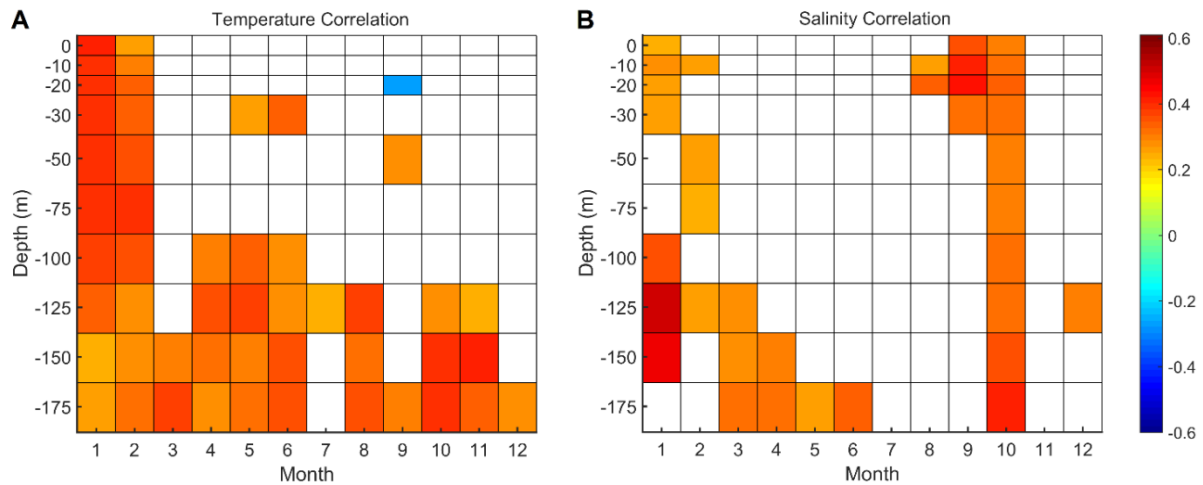 A
Temperature Correlation
0
-10
-20
-30
-50
-75
-100
-125
-150
-175
Depth (m)
1 2 3 4 5 6 7 8 9 10 11 12
Month
B
Salinity Correlation
0
-10
-20
-30
-50
-75
-100
-125
-150
-175
Depth (m)
1 2 3 4 5 6 7 8 9 10 11 12
Month
0.6
0.4
0.2
0
-0.2
-0.4
-0.6